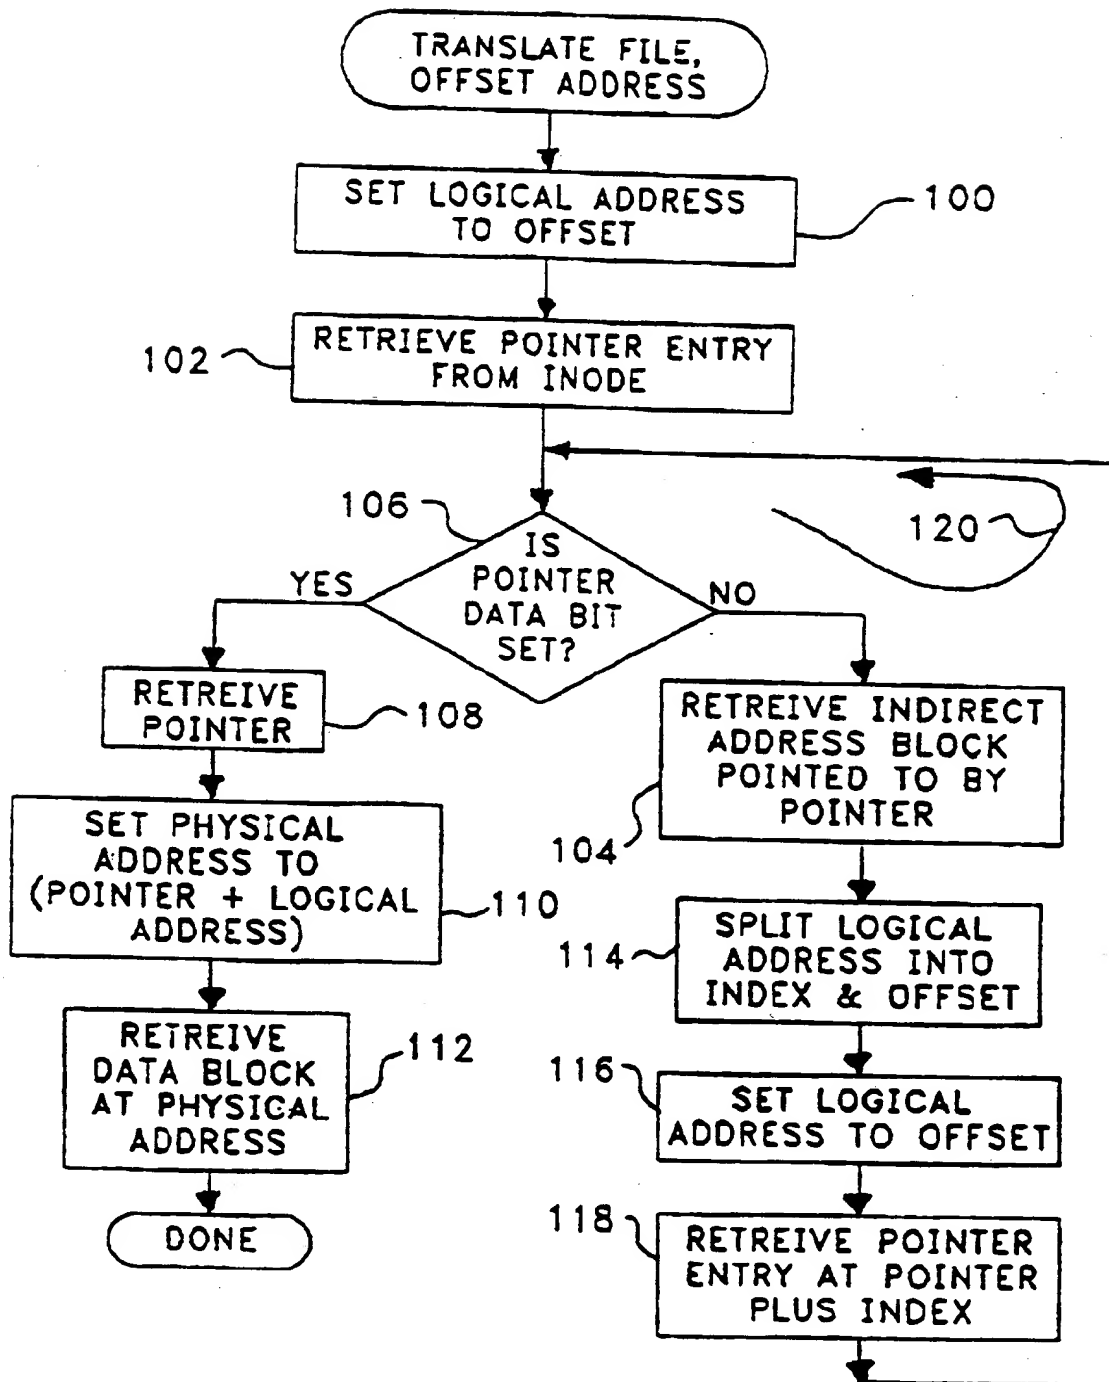 TRANSLATE FILE,
OFFSET ADDRESS
SET LOGICAL ADDRESS
TO OFFSET
100
RETRIEVE POINTER ENTRY
FROM INODE
102
106
IS
POINTER
DATA BIT
SET?
YES
NO
120
RETREIVE
POINTER
108
SET PHYSICAL
ADDRESS TO
(POINTER + LOGICAL
ADDRESS)
110
RETREIVE
DATA BLOCK
AT PHYSICAL
ADDRESS
112
DONE
RETREIVE INDIRECT
ADDRESS BLOCK
POINTED TO BY
POINTER
104
SPLIT LOGICAL
ADDRESS INTO
INDEX & OFFSET
114
116
SET LOGICAL
ADDRESS TO OFFSET
118
RETREIVE POINTER
ENTRY AT POINTER
PLUS INDEX